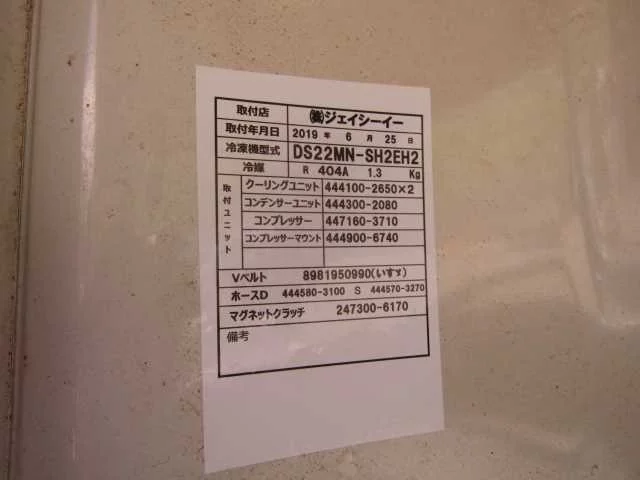 取付店 ㈱ジェイシーイー
取付年月日 2019 年 6 月 25 日
冷凍機型式 DS22MN-SH2EH2
冷媒 R 404A 1.3 Kg
取付ユニット
クーリングユニット 444100-2650×2
コンデンサーユニット 444300-2080
コンプレッサー 447160-3710
コンプレッサーマウント 444900-6740
Vベルト 8981950990(いすゞ)
ホースD 444580-3100 S 444570-3270
マグネットクラッチ 247300-6170
備考